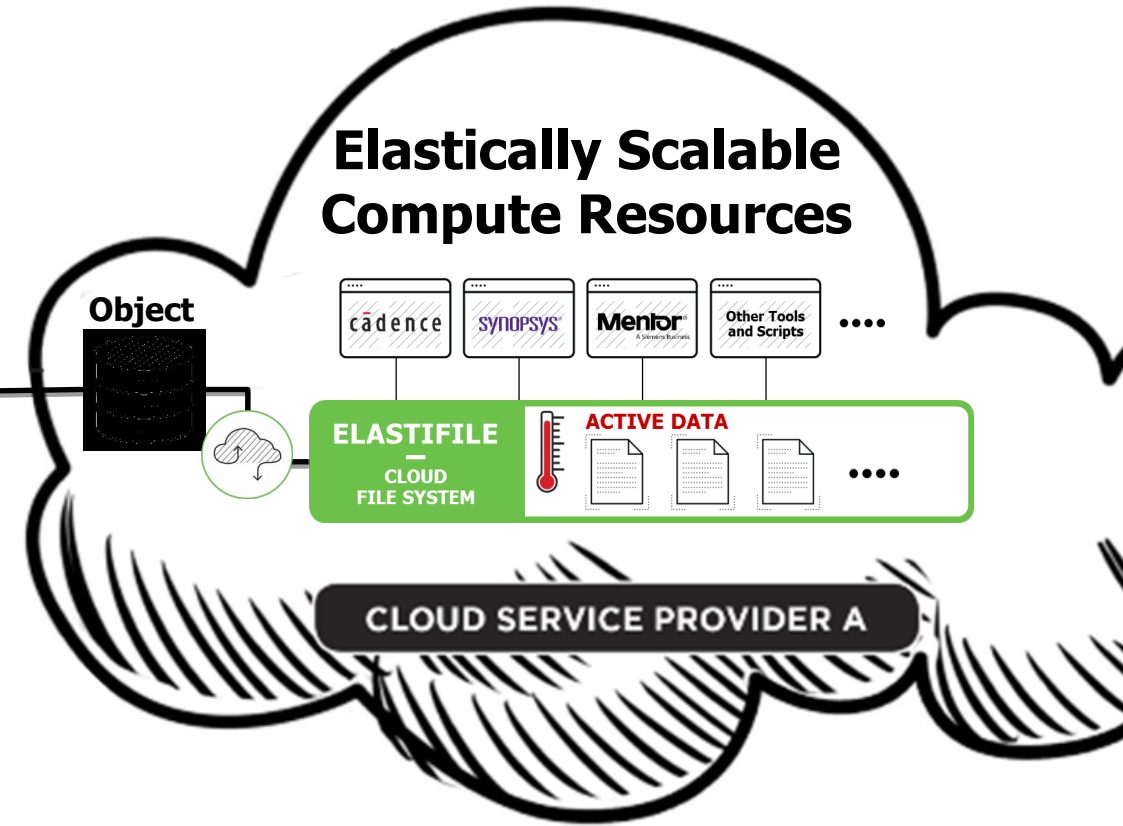 Elastically Scalable
Compute Resources
Object
cādence
SYNOPSYS®
Mentor®
A Siemens Business
Other Tools
and Scripts
ELASTIFILE
CLOUD
FILE SYSTEM
ACTIVE DATA
CLOUD SERVICE PROVIDER A